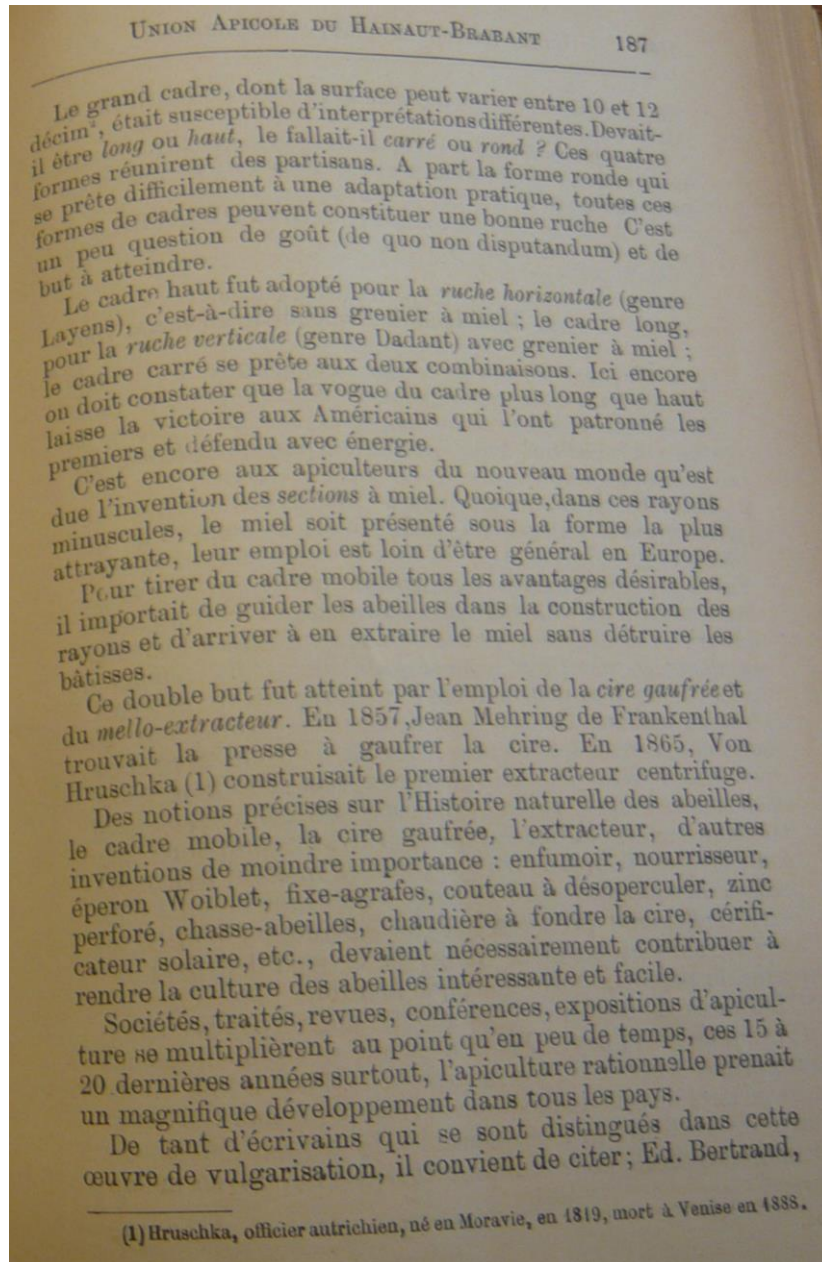 UNION APICOLE DU HAINAUT-BRABANT 187
Le grand cadre, dont la surface peut varier entre 10 et 12
décim², était susceptible d'interprétations différentes. Devait-
il être long ou haut, le fallait-il carré ou rond ? Ces quatre
formes réunirent des partisans. A part la forme ronde qui
se prête difficilement à une adaptation pratique, toutes ces
formes de cadres peuvent constituer une bonne ruche C'est
un peu question de goût (de quo non disputandum) et de
but à atteindre.
Le cadre haut fut adopté pour la ruche horizontale (genre
Layens), c'est-à-dire sans grenier à miel ; le cadre long,
pour la ruche verticale (genre Dadant) avec grenier à miel ;
le cadre carré se prête aux deux combinaisons. Ici encore
on doit constater que la vogue du cadre plus long que haut
laisse la victoire aux Américains qui l'ont patronné les
premiers et défendu avec énergie.
C'est encore aux apiculteurs du nouveau monde qu'est
due l'invention des sections à miel. Quoique, dans ces rayons
minuscules, le miel soit présenté sous la forme la plus
attrayante, leur emploi est loin d'être général en Europe.
Pour tirer du cadre mobile tous les avantages désirables,
il importait de guider les abeilles dans la construction des
rayons et d'arriver à en extraire le miel sans détruire les
bâtisses.
Ce double but fut atteint par l'emploi de la cire gaufrée et
du mello-extracteur. En 1857, Jean Mehring de Frankenthal
trouvait la presse à gaufrer la cire. En 1865, Von
Hruschka (1) construisait le premier extracteur centrifuge.
Des notions précises sur l'Histoire naturelle des abeilles,
le cadre mobile, la cire gaufrée, l'extracteur, d'autres
inventions de moindre importance : enfumoir, nourrisseur,
éperon Woiblet, fixe-agrafes, couteau à désoperculer, zinc
perforé, chasse-abeilles, chaudière à fondre la cire, cérifi-
cateur solaire, etc., devaient nécessairement contribuer à
rendre la culture des abeilles intéressante et facile.
Sociétés, traités, revues, conférences, expositions d'apicul-
ture se multiplièrent au point qu'en peu de temps, ces 15 à
20 dernières années surtout, l'apiculture rationnelle prenait
un magnifique développement dans tous les pays.
De tant d'écrivains qui se sont distingués dans cette
œuvre de vulgarisation, il convient de citer ; Ed. Bertrand,
(1) Hruschka, officier autrichien, né en Moravie, en 1819, mort à Venise en 1888.